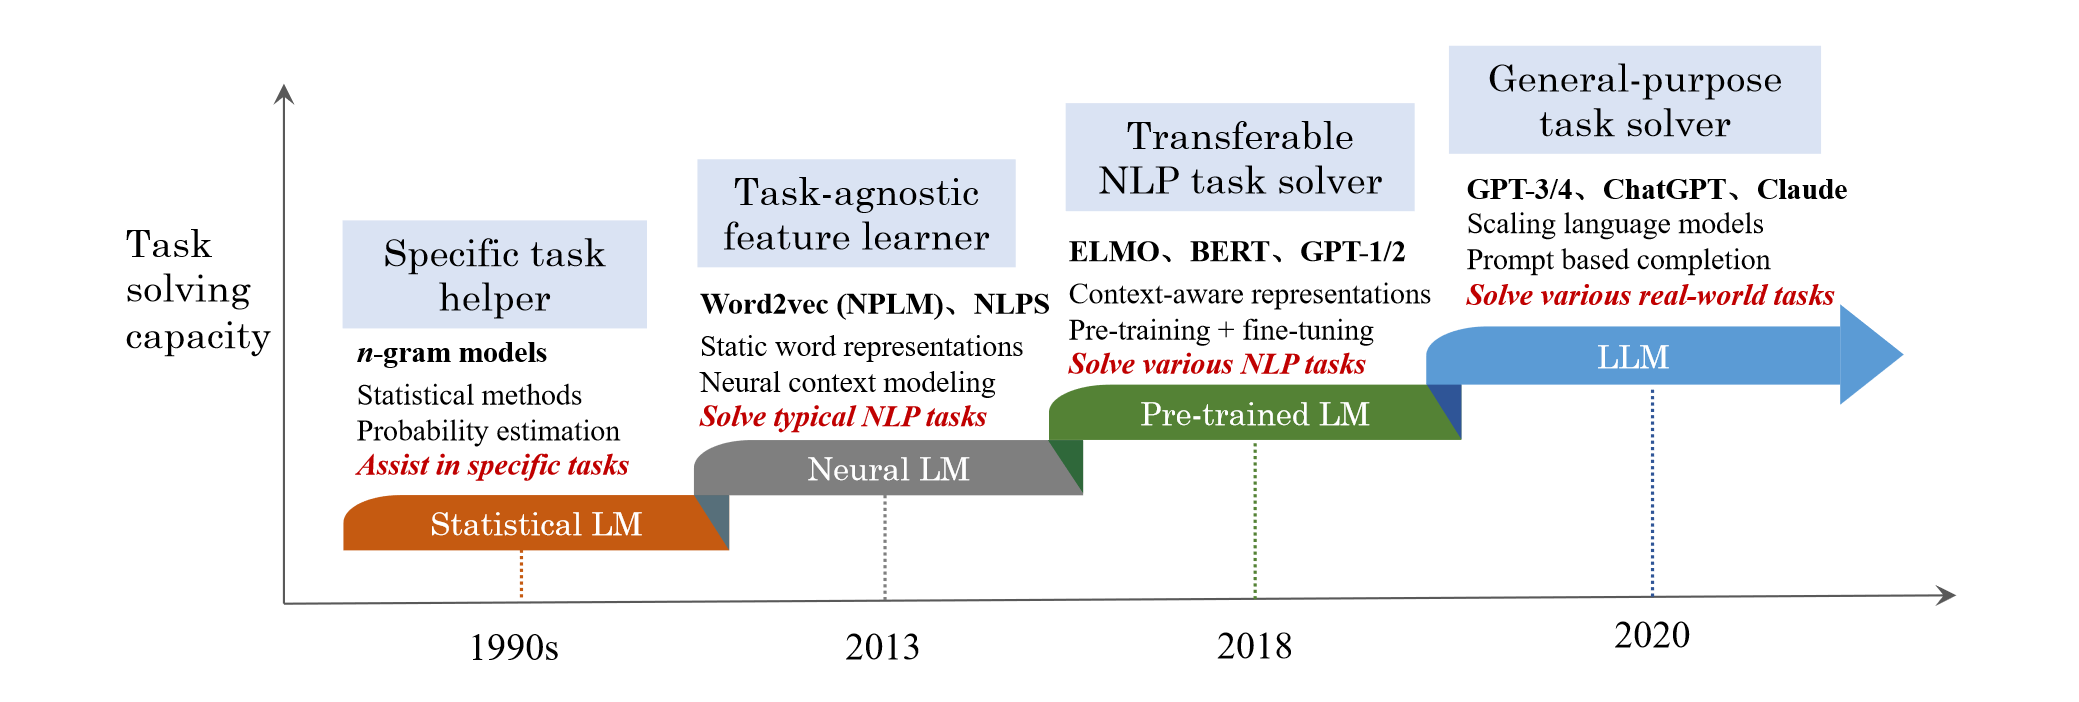 Task
solving
capacity
Specific task
helper
n-gram models
Statistical methods
Probability estimation
Assist in specific tasks
Statistical LM
1990s
Task-agnostic
feature learner
Word2vec (NPLM)、NLPS
Static word representations
Neural context modeling
Solve typical NLP tasks
Neural LM
2013
Transferable
NLP task solver
ELMO、BERT、GPT-1/2
Context-aware representations
Pre-training + fine-tuning
Solve various NLP tasks
Pre-trained LM
2018
General-purpose
task solver
GPT-3/4、ChatGPT、Claude
Scaling language models
Prompt based completion
Solve various real-world tasks
LLM
2020